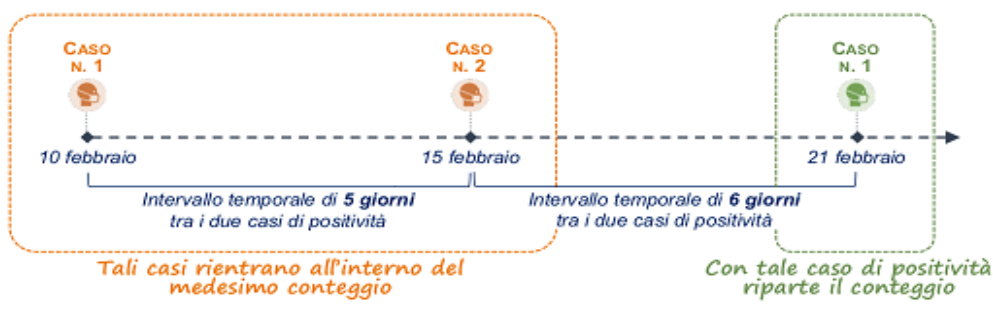 CASO
N. 1
CASO
N. 2
CASO
N. 1
10 febbraio
15 febbraio
21 febbraio
Intervallo temporale di 5 giorni
tra i due casi di positività
Intervallo temporale di 6 giorni
tra i due casi di positività
Tali casi rientrano all'interno del
medesimo conteggio
Con tale caso di positività
riparte il conteggio